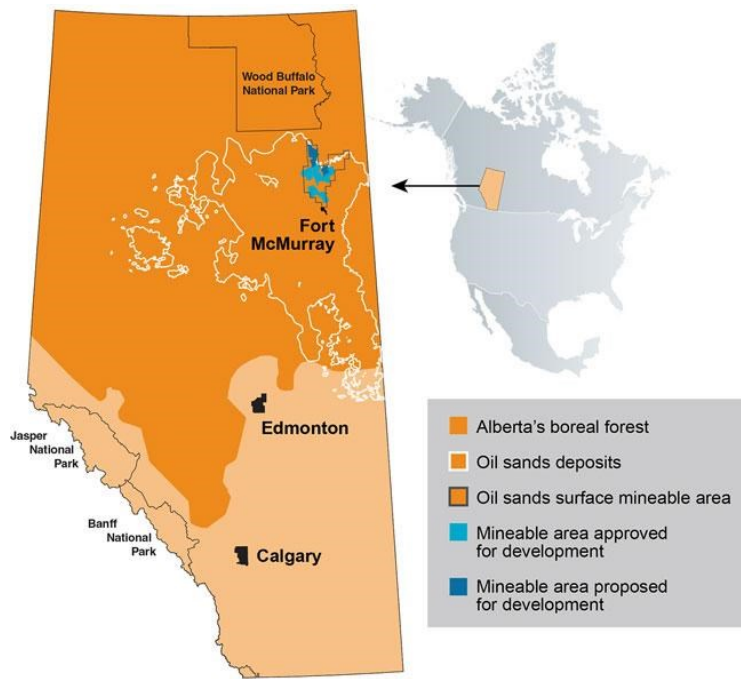 Wood Buffalo
National Park
Fort
McMurray
Edmonton
Jasper
National
Park
Banff
National
Park
Calgary
Alberta's boreal forest
Oil sands deposits
Oil sands surface mineable area
Mineable area approved
for development
Mineable area proposed
for development